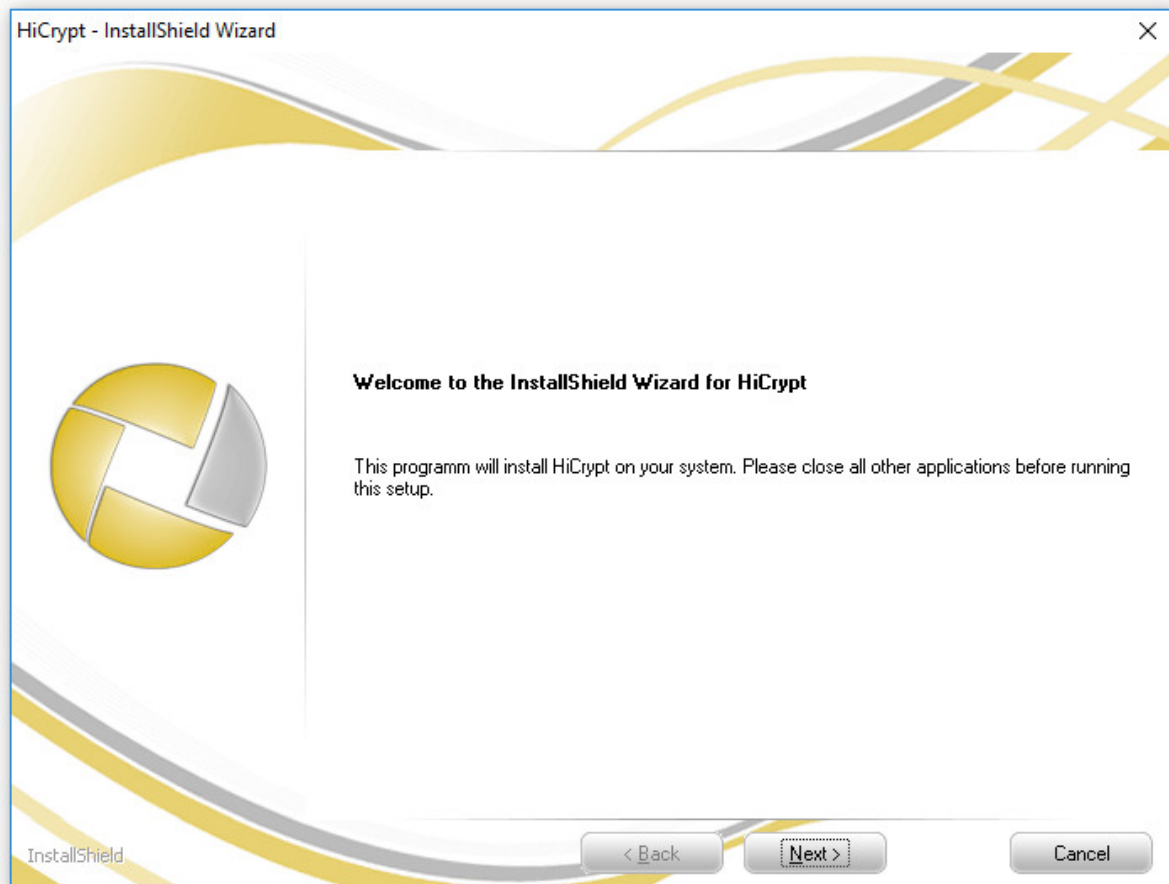 HiCrypt - InstallShield Wizard
Welcome to the InstallShield Wizard for HiCrypt
This programm will install HiCrypt on your system. Please close all other applications before running
this setup.
InstallShield
< Back
Next >
Cancel